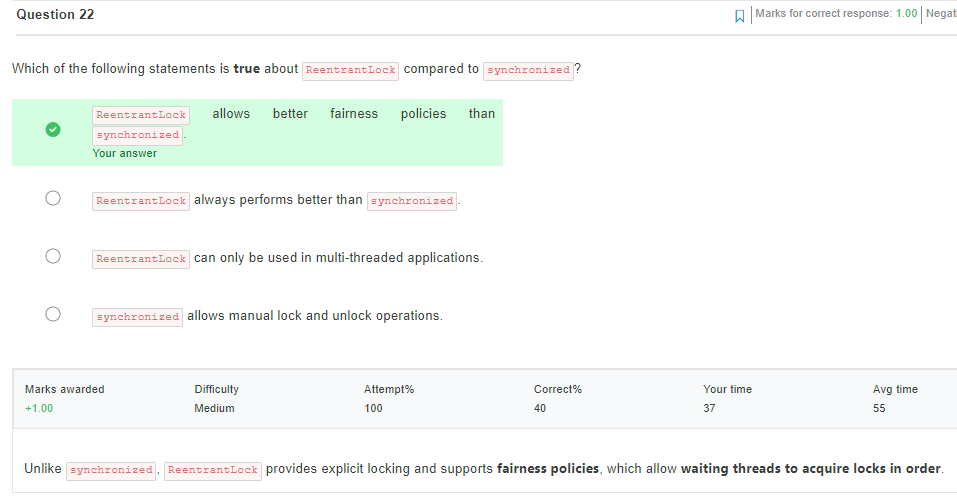 Question 22
Marks for correct response: 1.00
Which of the following statements is true about ReentrantLock compared to synchronized ?
ReentrantLock allows better fairness policies than
synchronized .
Your answer
ReentrantLock always performs better than synchronized .
ReentrantLock can only be used in multi-threaded applications.
synchronized allows manual lock and unlock operations.
Marks awarded Difficulty Attempt% Correct% Your time Avg time
+1.00 Medium 100 40 37 55
Unlike synchronized , ReentrantLock provides explicit locking and supports fairness policies, which allow waiting threads to acquire locks in order.